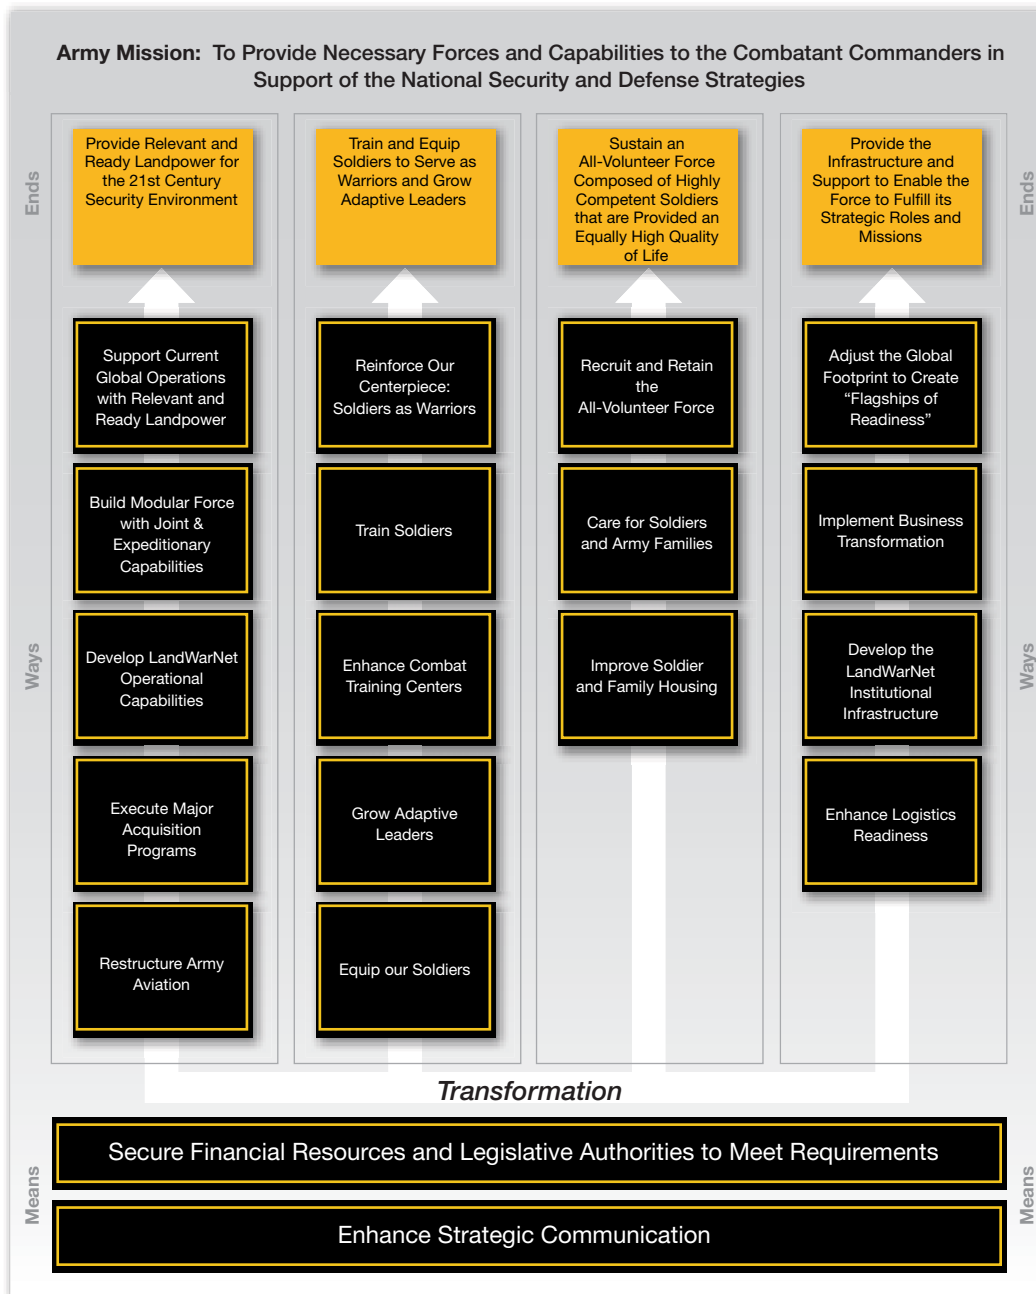 Army Mission: To Provide Necessary Forces and Capabilities to the Combatant Commanders in
Support of the National Security and Defense Strategies
Ends
Provide Relevant and
Ready Landpower for
the 21st Century
Security Environment
Train and Equip
Soldiers to Serve as
Warriors and Grow
Adaptive Leaders
Sustain an
All-Volunteer Force
Composed of Highly
Competent Soldiers
that are Provided an
Equally High Quality
of Life
Provide the
Infrastructure and
Support to Enable the
Force to Fulfill its
Strategic Roles and
Missions
Ends
Ways
Support Current
Global Operations
with Relevant and
Ready Landpower
Build Modular Force
with Joint &
Expeditionary
Capabilities
Develop LandWarNet
Operational
Capabilities
Execute Major
Acquisition
Programs
Restructure Army
Aviation
Reinforce Our
Centerpiece:
Soldiers as Warriors
Train Soldiers
Enhance Combat
Training Centers
Grow Adaptive
Leaders
Equip our Soldiers
Recruit and Retain
the
All-Volunteer Force
Care for Soldiers
and Army Families
Improve Soldier
and Family Housing
Adjust the Global
Footprint to Create
“Flagships of
Readiness”
Implement Business
Transformation
Develop the
LandWarNet
Institutional
Infrastructure
Enhance Logistics
Readiness
Ways
Transformation
Means
Secure Financial Resources and Legislative Authorities to Meet Requirements
Enhance Strategic Communication
Means